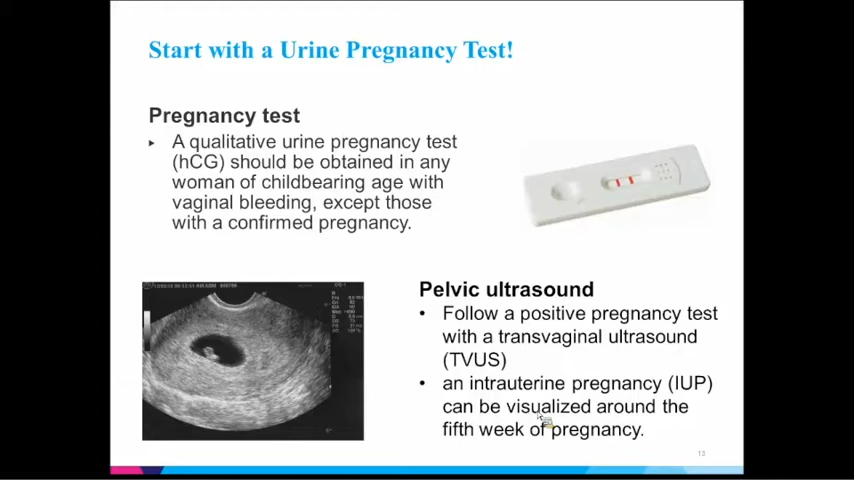 Start with a Urine Pregnancy Test!
Pregnancy test
▸ A qualitative urine pregnancy test
(hCG) should be obtained in any
woman of childbearing age with
vaginal bleeding, except those
with a confirmed pregnancy.
Pelvic ultrasound
• Follow a positive pregnancy test
with a transvaginal ultrasound
(TVUS)
• an intrauterine pregnancy (IUP)
can be visualized around the
fifth week of pregnancy.
13